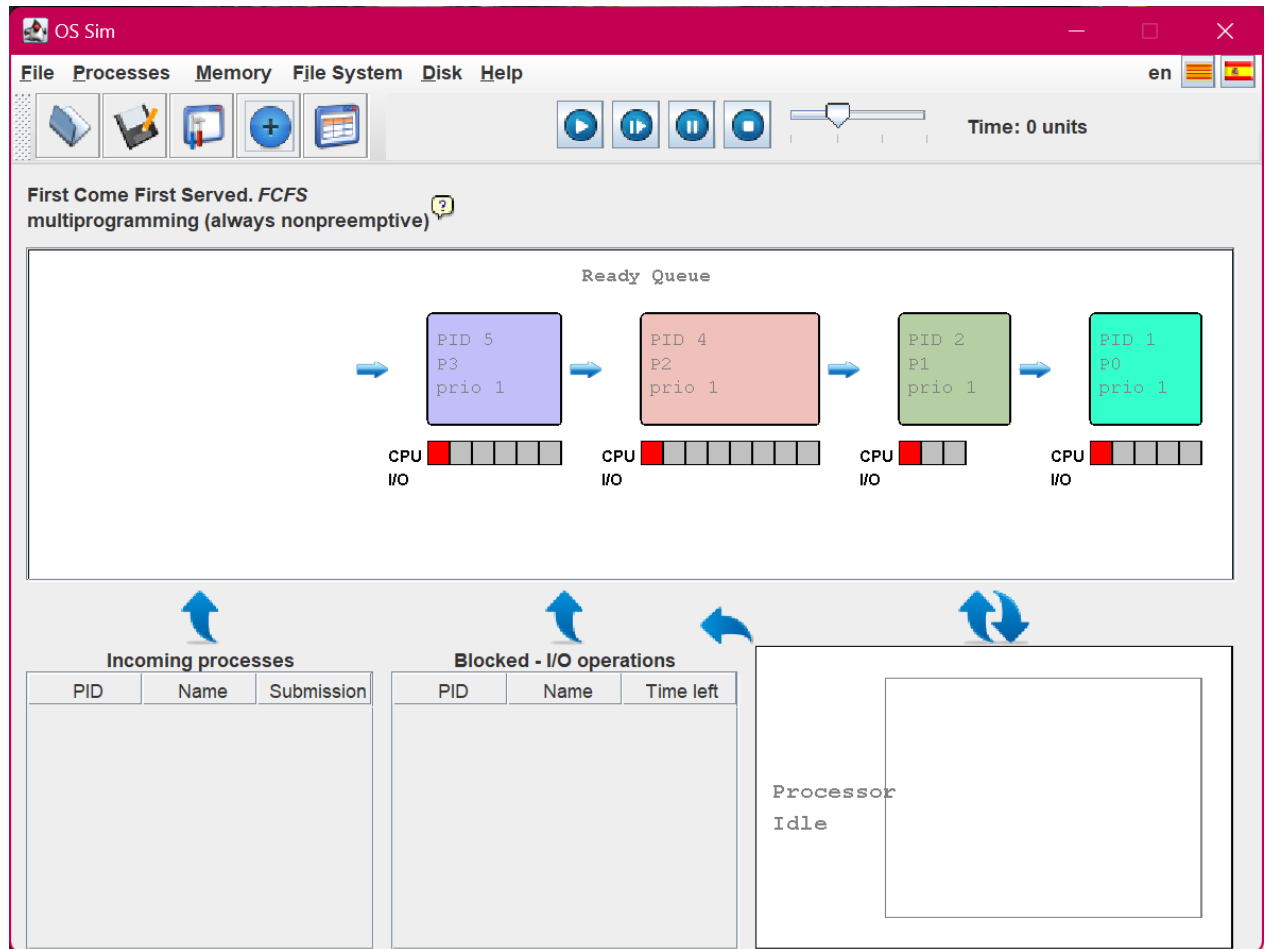 OS Sim
File Processes Memory File System Disk Help en
Time: 0 units
First Come First Served. FCFS
multiprogramming (always nonpreemptive) ?
Ready Queue
PID 5
P3
prio 1
CPU
I/O
PID 4
P2
prio 1
CPU
I/O
PID 2
P1
prio 1
CPU
I/O
PID 1
P0
prio 1
CPU
I/O
Incoming processes
PID Name Submission
Blocked - I/O operations
PID Name Time left
Processor
Idle